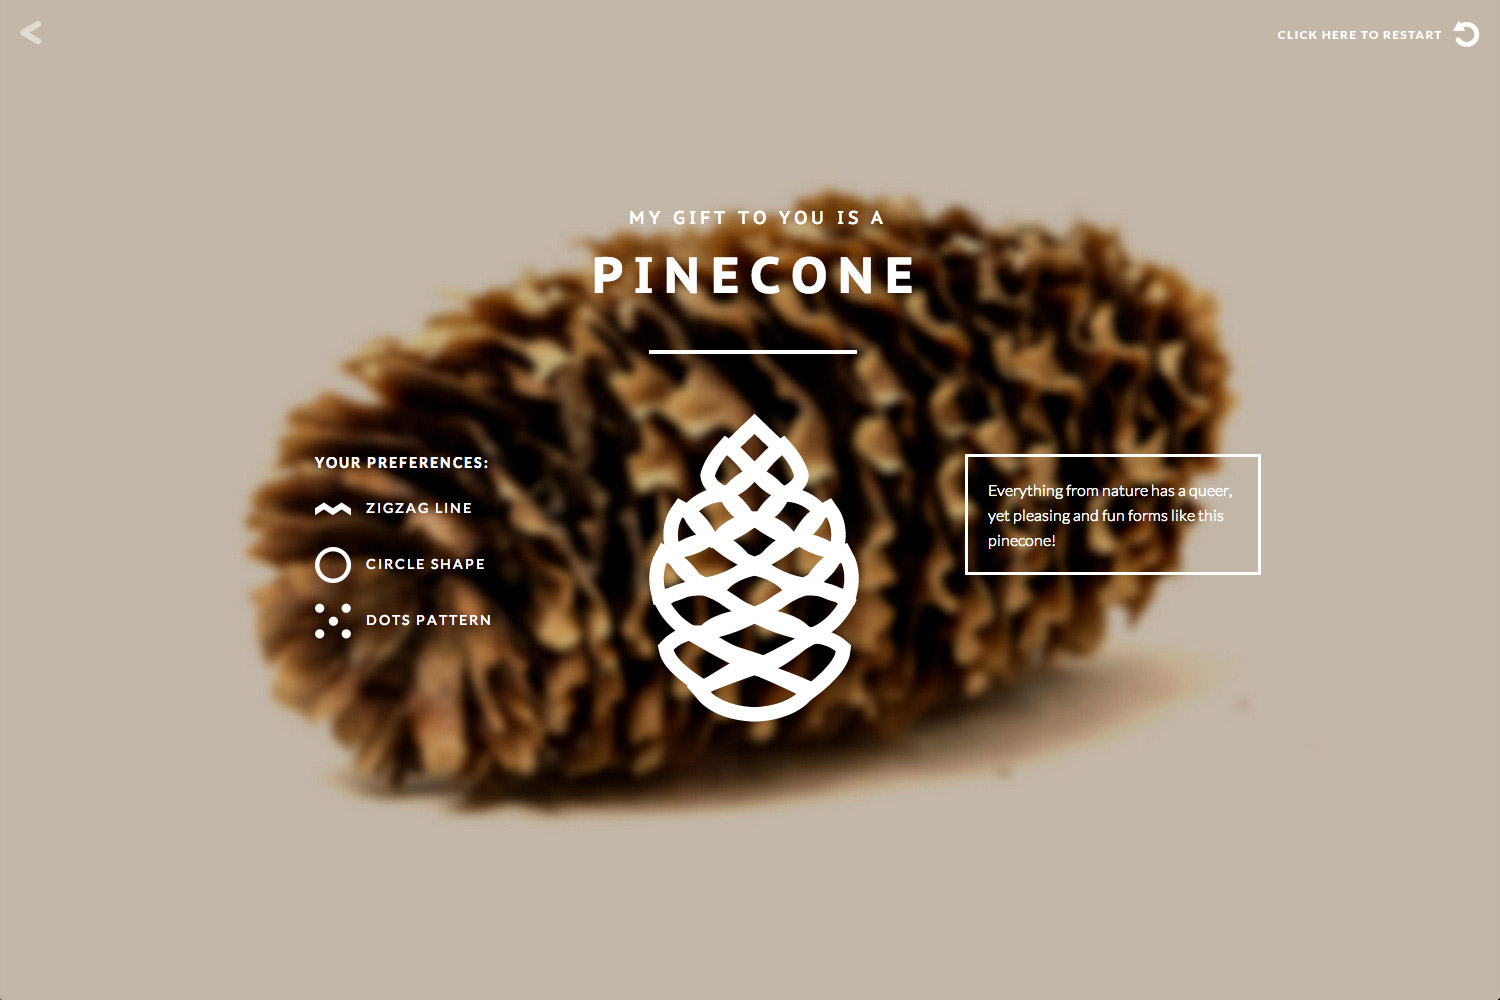 CLICK HERE TO RESTART
MY GIFT TO YOU IS A
PINECONE
YOUR PREFERENCES:
ZIGZAG LINE
CIRCLE SHAPE
DOTS PATTERN
Everything from nature has a queer,
yet pleasing and fun forms like this
pinecone!